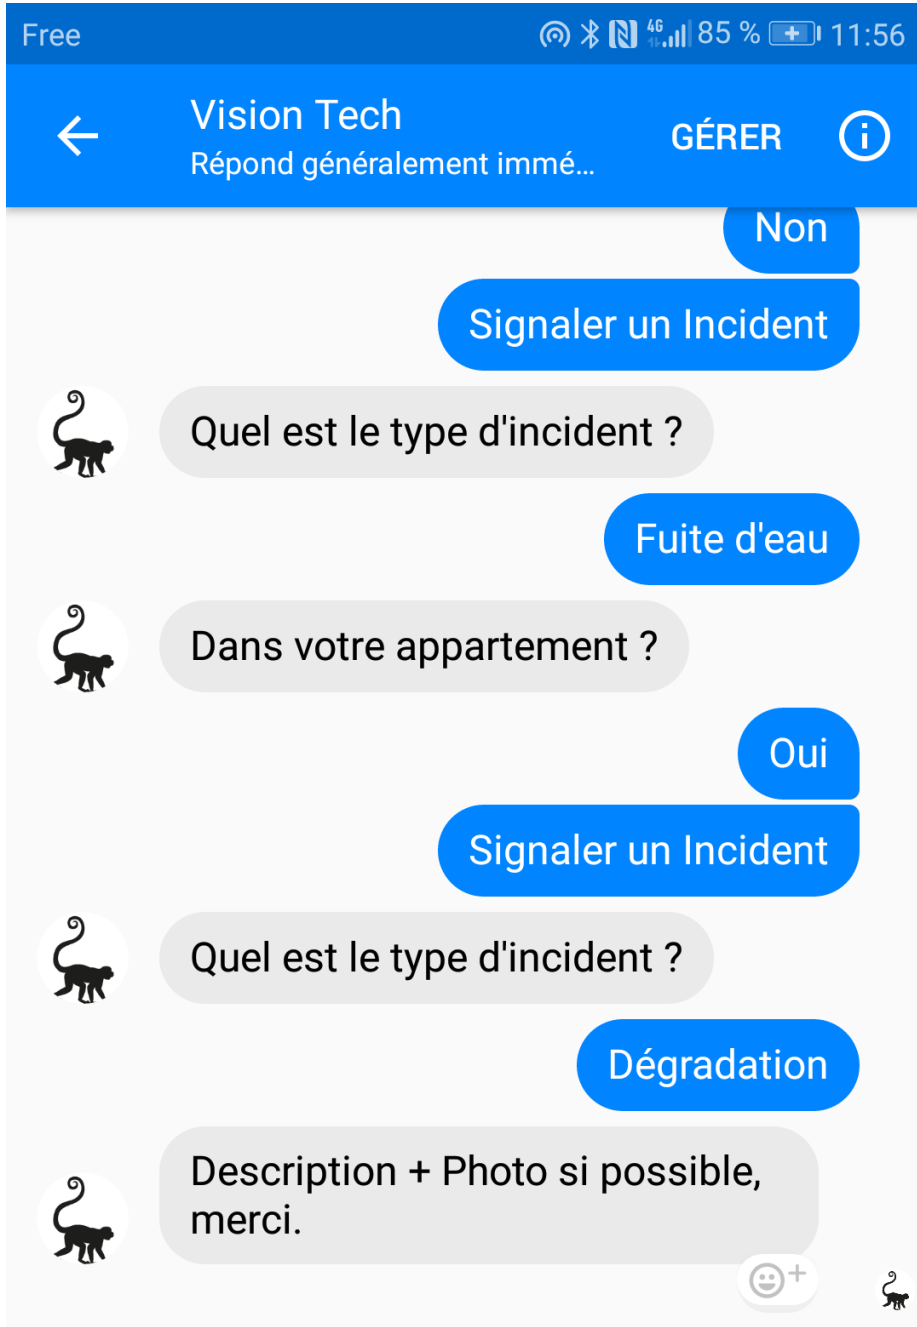 Free 4G 85 % 11:56
Vision Tech
GÉRER
Répond généralement immé...
Non
Signaler un Incident
Quel est le type d'incident ?
Fuite d'eau
Dans votre appartement ?
Oui
Signaler un Incident
Quel est le type d'incident ?
Dégradation
Description + Photo si possible,
merci.